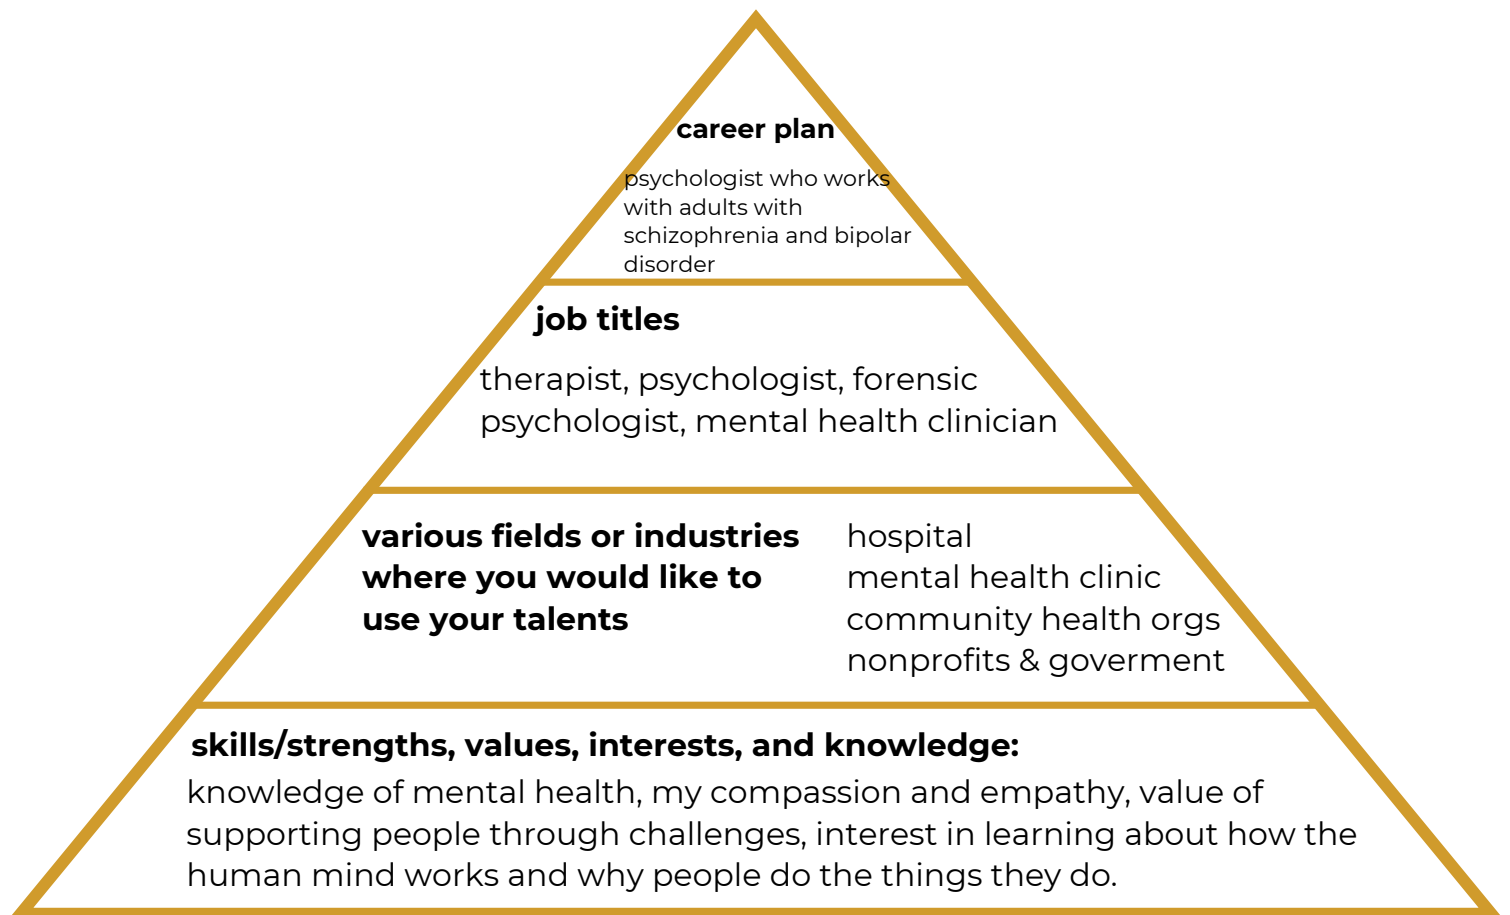 career plan
psychologist who works
with adults with
schizophrenia and bipolar
disorder
job titles
therapist, psychologist, forensic
psychologist, mental health clinician
various fields or industries
where you would like to
use your talents
hospital
mental health clinic
community health orgs
nonprofits & goverment
skills/strengths, values, interests, and knowledge:
knowledge of mental health, my compassion and empathy, value of
supporting people through challenges, interest in learning about how the
human mind works and why people do the things they do.